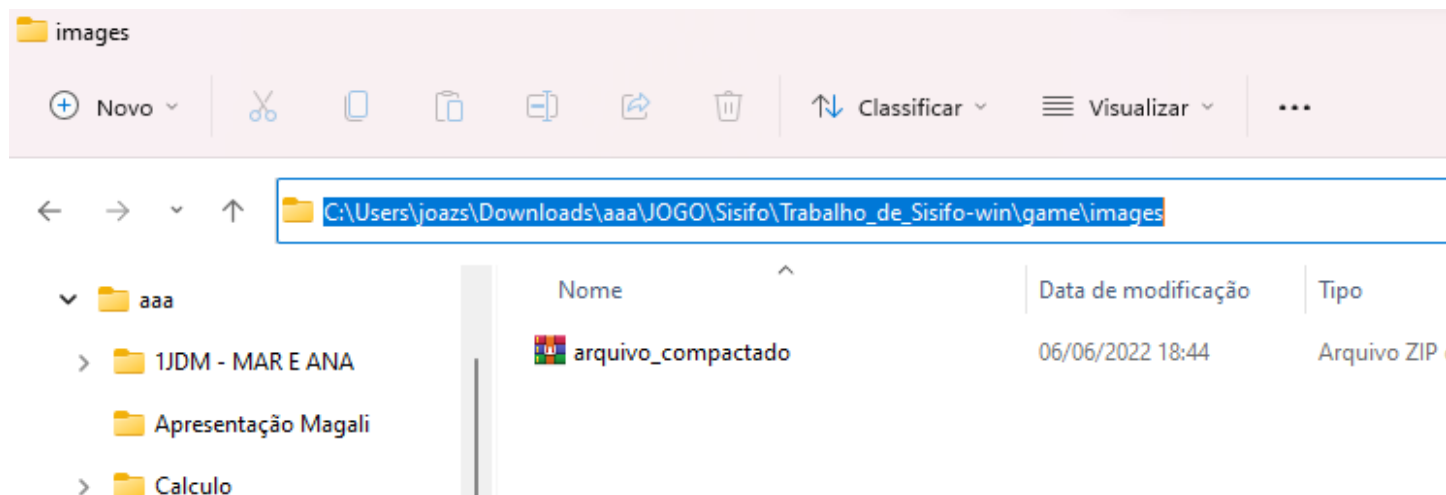 images
Novo
Classificar
Visualizar
C:\Users\joazs\Downloads\aaa\JOGO\Sisifo\Trabalho_de_Sisifo-win\game\images
aaa
Nome
Data de modificação
Tipo
1JDM - MAR E ANA
arquivo_compactado
06/06/2022 18:44
Arquivo ZIP
Apresentação Magali
Calculo